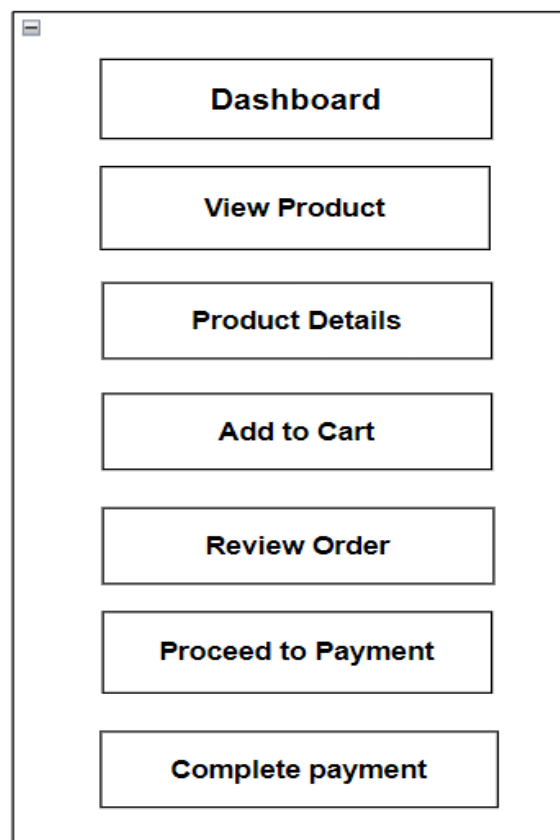 Dashboard
View Product
Product Details
Add to Cart
Review Order
Proceed to Payment
Complete payment